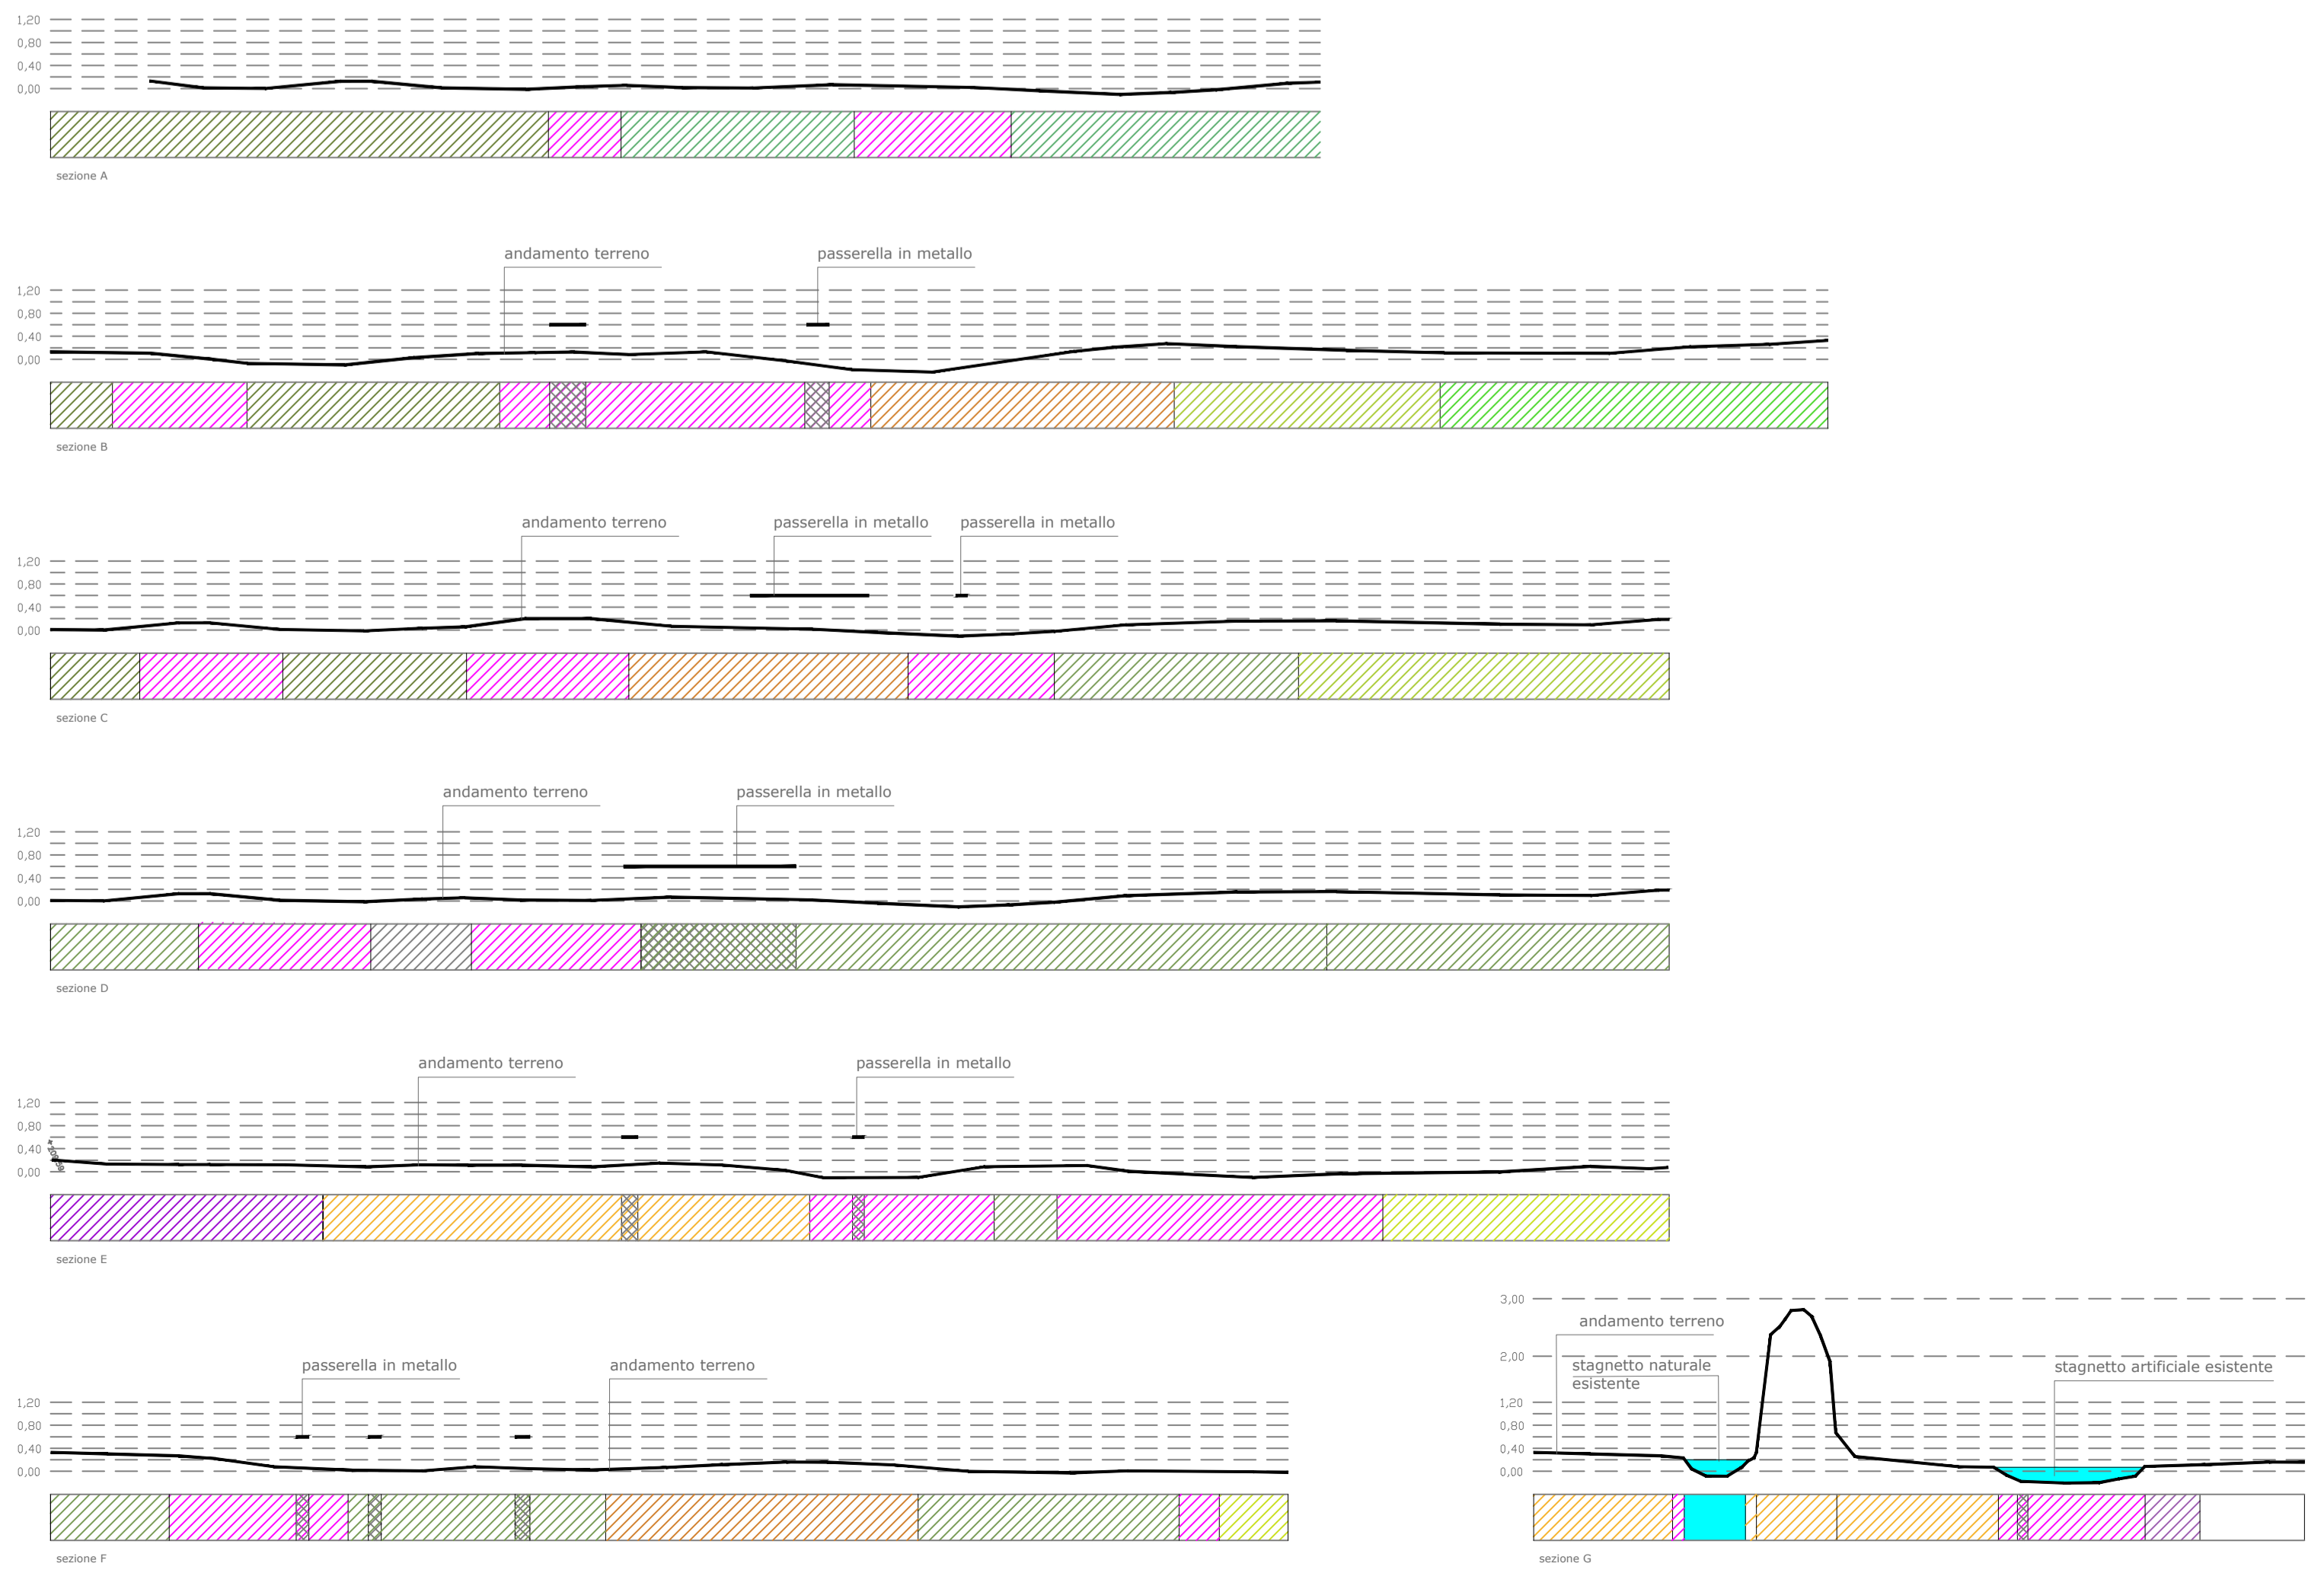 1,20
0,80
0,40
0,00
sezione A
andamento terreno
passerella in metallo
1,20
0,80
0,40
0,00
sezione B
andamento terreno
passerella in metallo
passerella in metallo
1,20
0,80
0,40
0,00
sezione C
andamento terreno
passerella in metallo
1,20
0,80
0,40
0,00
sezione D
andamento terreno
passerella in metallo
1,20
0,80
0,40
0,00
sezione E
passerella in metallo
andamento terreno
1,20
0,80
0,40
0,00
sezione F
3,00
andamento terreno
2,00
stagnetto naturale
esistente
stagnetto artificiale esistente
1,20
0,80
0,40
0,00
sezione G